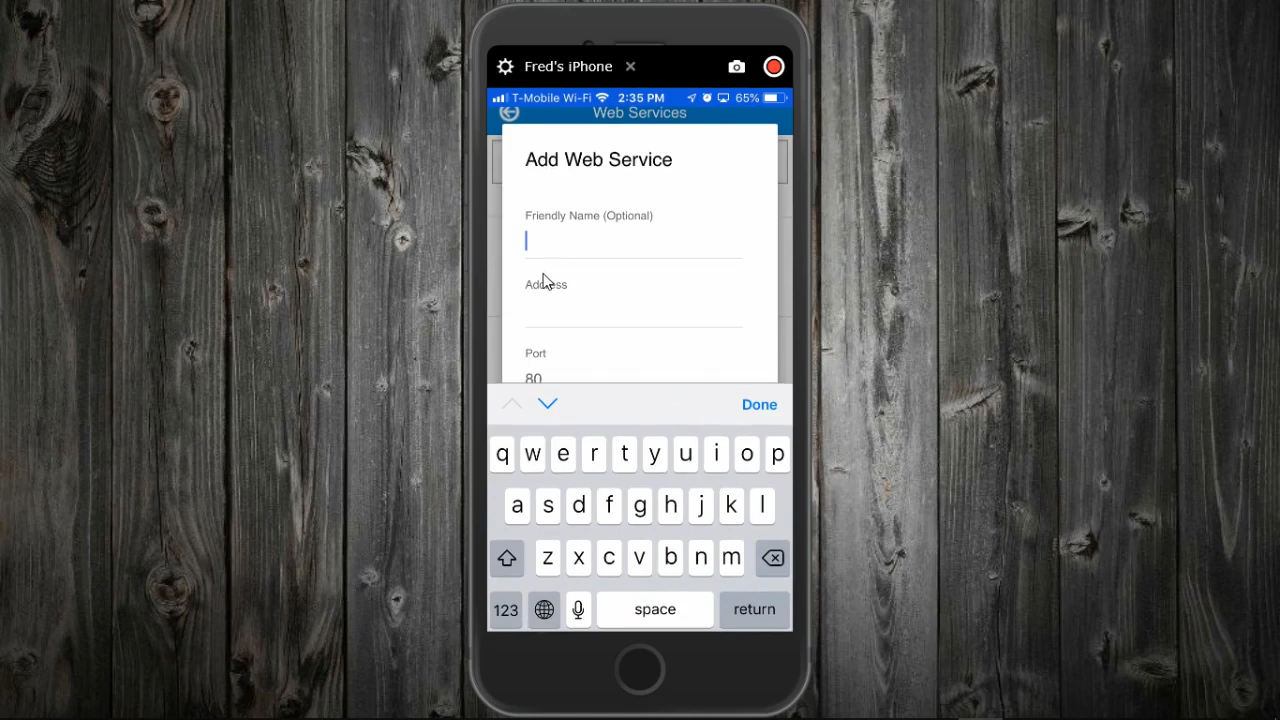 Fred's iPhone
T-Mobile Wi-Fi 2:35 PM 65%
Web Services
Add Web Service
Friendly Name (Optional)
Address
Port
80
Done
q w e r t y u i o p
a s d f g h j k l
z x c v b n m
123 space return